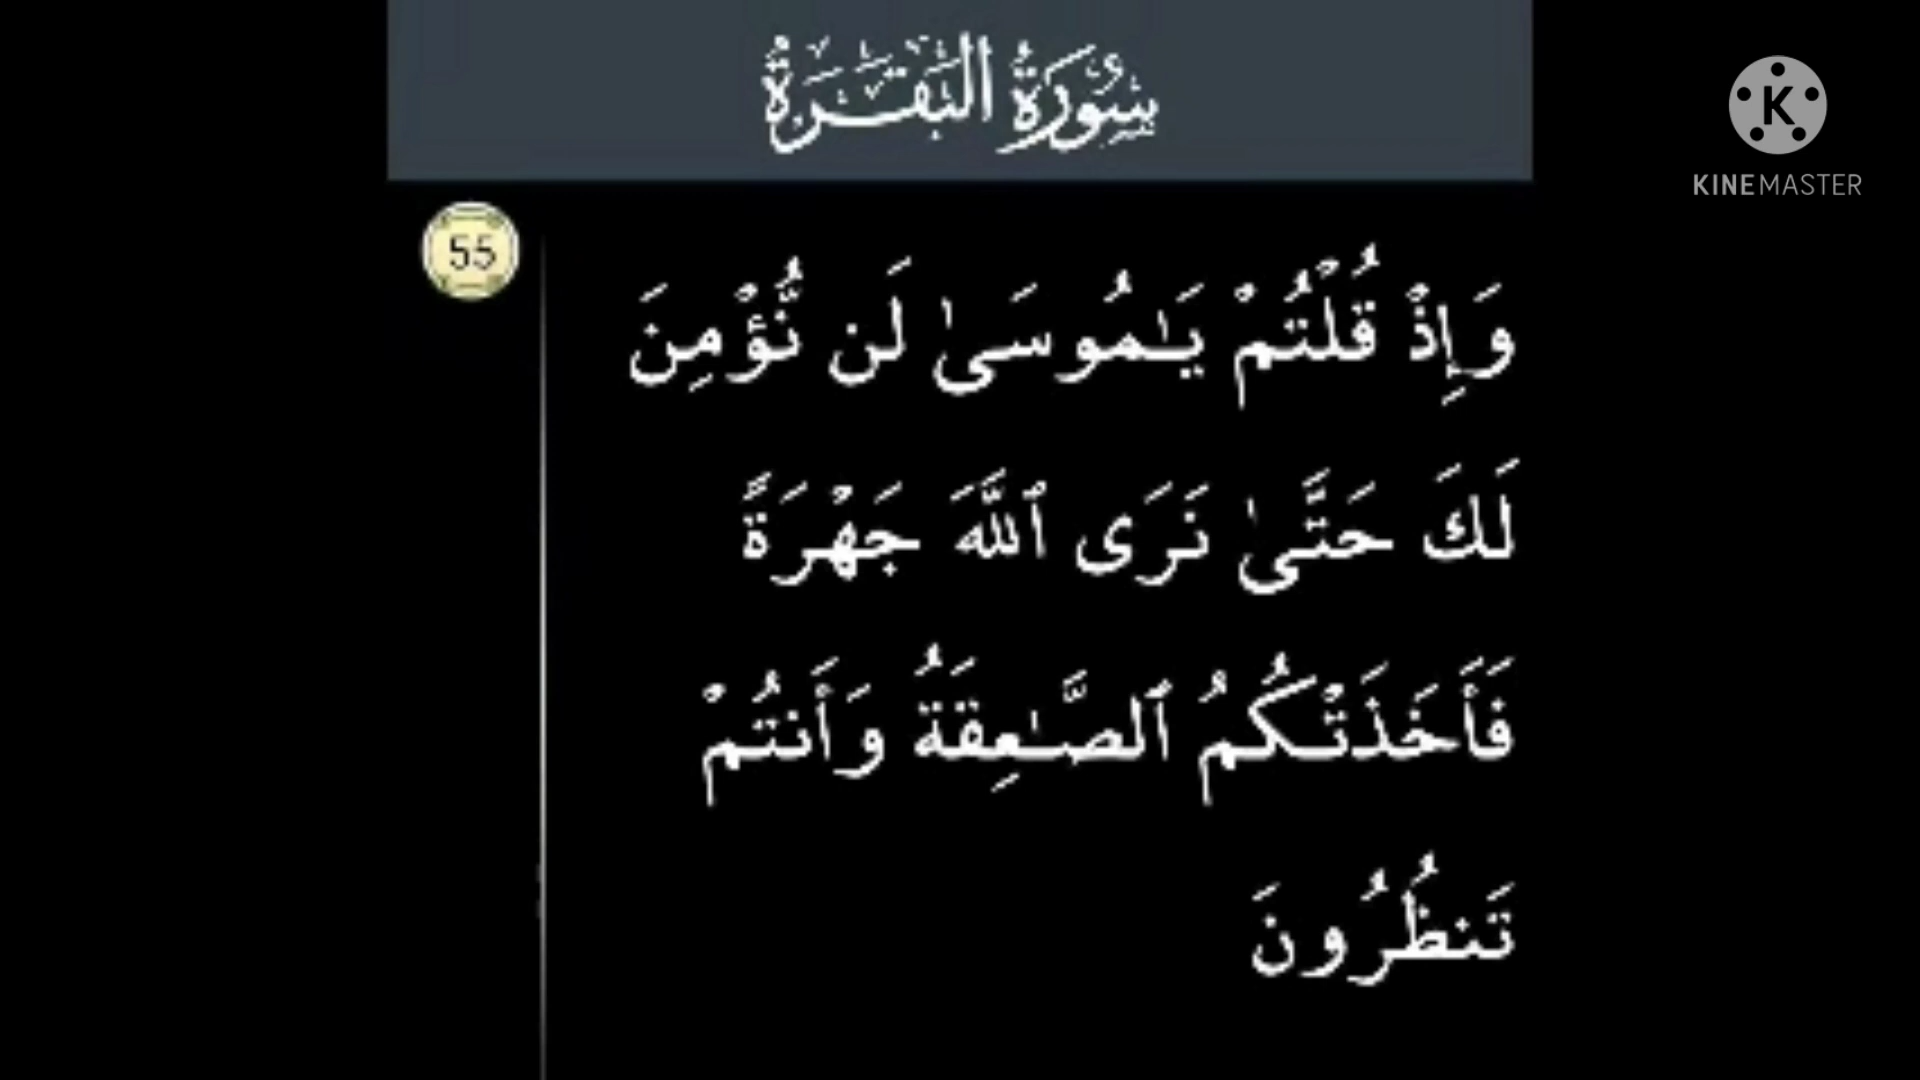 سُورَةُ البَقَرَةِ
KINEMASTER
55
وَإِذْ قُلْتُمْ يَـٰمُوسَىٰ لَن نُّؤْمِنَ
لَكَ حَتَّىٰ نَرَى ٱللَّهَ جَهْرَةً
فَأَخَذَتْكُمُ ٱلصَّـٰعِقَةُ وَأَنتُمْ
تَنظُرُونَ